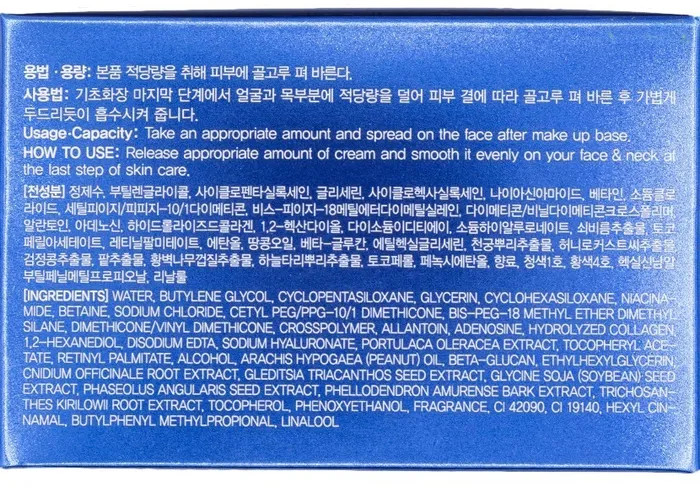 용법 · 용량: 본품 적당량을 취해 피부에 골고루 펴 바른다.
사용법: 기초화장 마지막 단계에서 얼굴과 목부분에 적당량을 덜어 피부 결에 따라 골고루 펴 바른 후 가볍게
두드리듯이 흡수시켜 줍니다.
Usage·Capacity: Take an appropriate amount and spread on the face after make up base.
HOW TO USE: Release appropriate amount of cream and smooth it evenly on your face & neck at
the last step of skin care.
[전성분] 정제수, 부틸렌글라이콜, 사이클로펜타실록세인, 글리세린, 사이클로헥사실록세인, 나이아신아마이드, 베타인, 소듐클로
라이드, 세틸피이지/피피지-10/1다이메티콘, 비스-피이지-18메틸에터다이메틸실레인, 다이메티콘/비닐다이메티콘크로스폴리머,
알란토인, 아데노신, 하이드롤라이즈드콜라겐, 1,2-헥산다이올, 다이소듐이디티에이, 소듐하이알루로네이트, 쇠비름추출물, 토코
페릴아세테이트, 레티닐팔미테이트, 에탄올, 땅콩오일, 베타-글루칸, 에틸헥실글리세린, 천궁뿌리추출물, 허니로커스트씨추출물,
검정콩추출물, 팥추출물, 황벽나무껍질추출물, 하늘타리뿌리추출물, 토코페롤, 페녹시에탄올, 향료, 청색1호, 황색4호, 헥실신남알,
부틸페닐메틸프로피오날, 리날룰
[INGREDIENTS] WATER, BUTYLENE GLYCOL, CYCLOPENTASILOXANE, GLYCERIN, CYCLOHEXASILOXANE, NIACINA-
MIDE, BETAINE, SODIUM CHLORIDE, CETYL PEG/PPG-10/1 DIMETHICONE, BIS-PEG-18 METHYL ETHER DIMETHYL
SILANE, DIMETHICONE/VINYL DIMETHICONE, CROSSPOLYMER, ALLANTOIN, ADENOSINE, HYDROLYZED COLLAGEN,
1,2-HEXANEDIOL, DISODIUM EDTA, SODIUM HYALURONATE, PORTULACA OLERACEA EXTRACT, TOCOPHERYL ACE-
TATE, RETINYL PALMITATE, ALCOHOL, ARACHIS HYPOGAEA (PEANUT) OIL, BETA-GLUCAN, ETHYLHEXYLGLYCERIN,
CNIDIUM OFFICINALE ROOT EXTRACT, GLEDITSIA TRIACANTHOS SEED EXTRACT, GLYCINE SOJA (SOYBEAN) SEED
EXTRACT, PHASEOLUS ANGULARIS SEED EXTRACT, PHELLODENDRON AMURENSE BARK EXTRACT, TRICHOSAN-
THES KIRILOWII ROOT EXTRACT, TOCOPHEROL, PHENOXYETHANOL, FRAGRANCE, CI 42090, CI 19140, HEXYL CIN-
NAMAL, BUTYLPHENYL METHYLPROPIONAL, LINALOOL